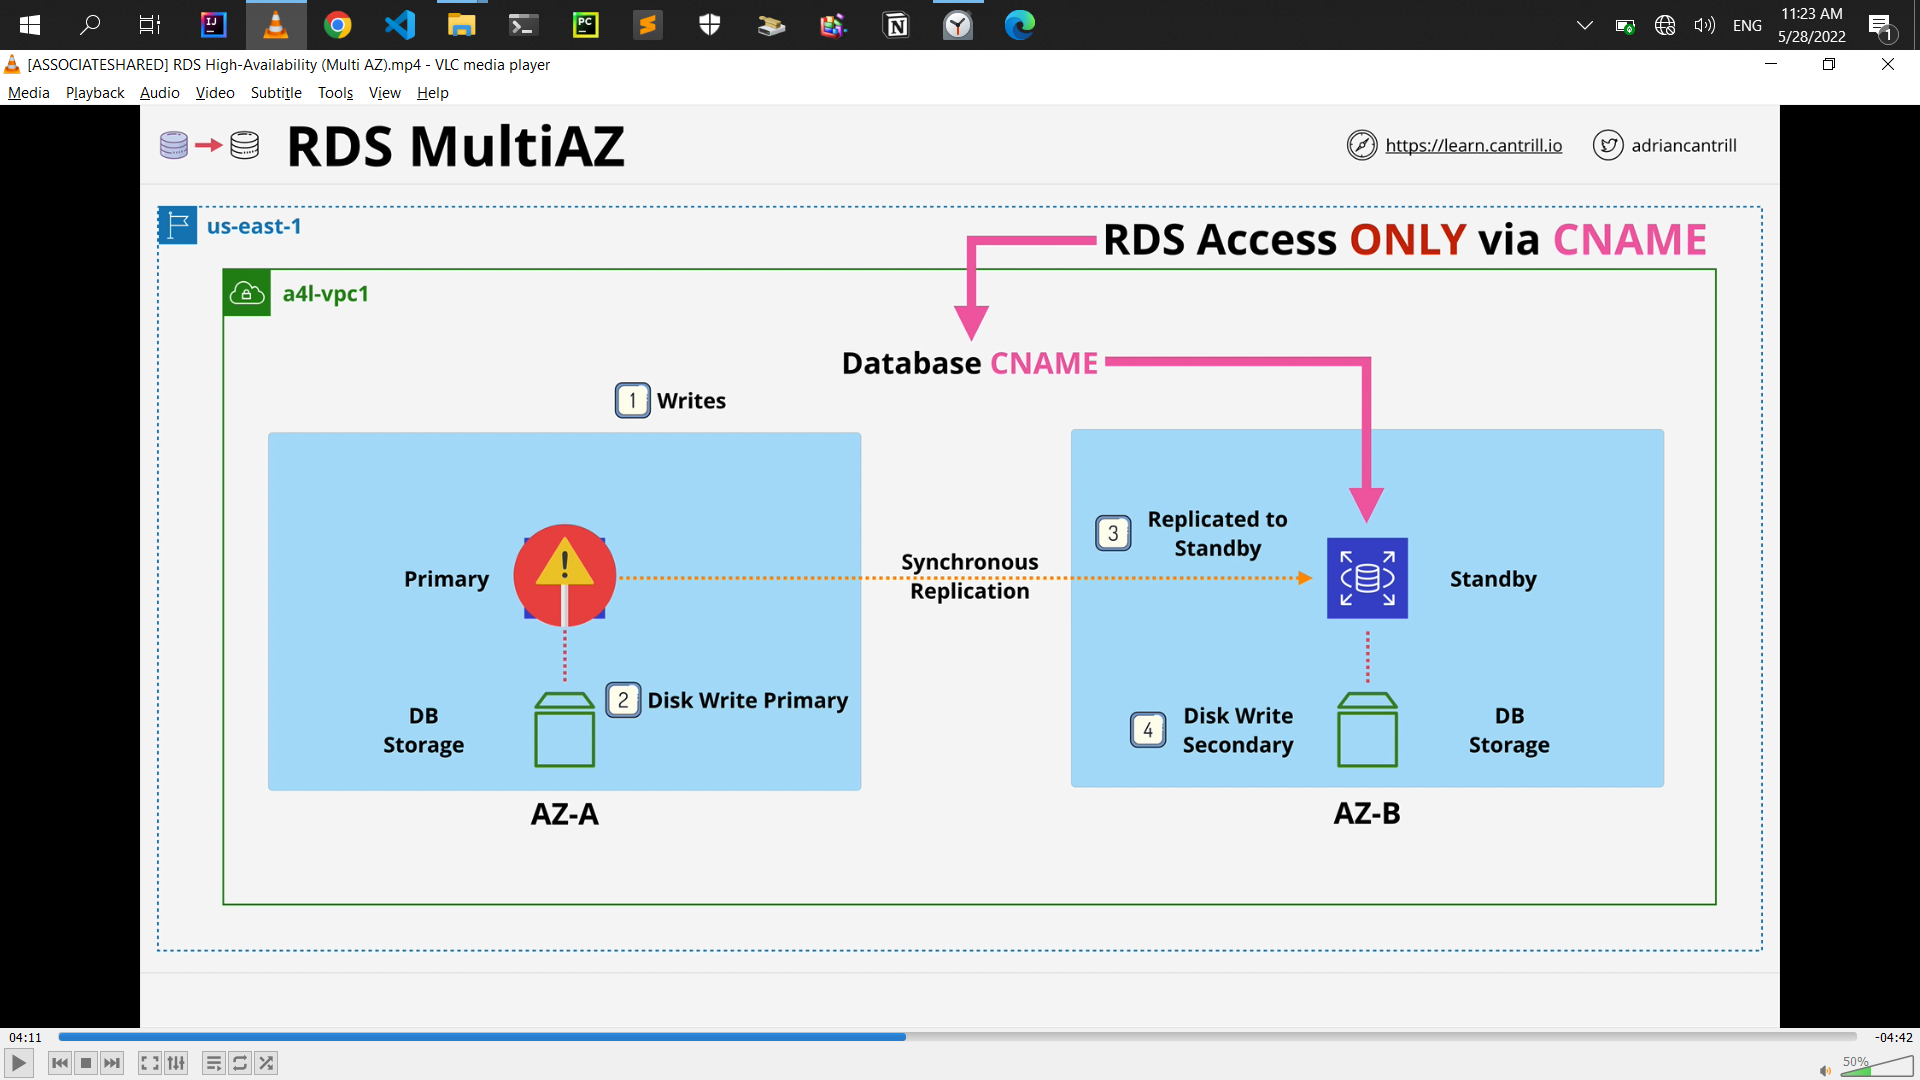 11:23 AM
ENG
5/28/2022
1
[ASSOCIATESHARED] RDS High-Availability (Multi AZ).mp4 - VLC media player
Media Playback Audio Video Subtitle Tools View Help
RDS MultiAZ
https://learn.cantrill.io
adriancantrill
us-east-1
RDS Access ONLY via CNAME
a4l-vpc1
Database CNAME
1 Writes
Primary
Synchronous
Replication
3 Replicated to
Standby
Standby
2 Disk Write Primary
DB
Storage
4 Disk Write
Secondary
DB
Storage
AZ-A
AZ-B
04:11
-04:42
50%